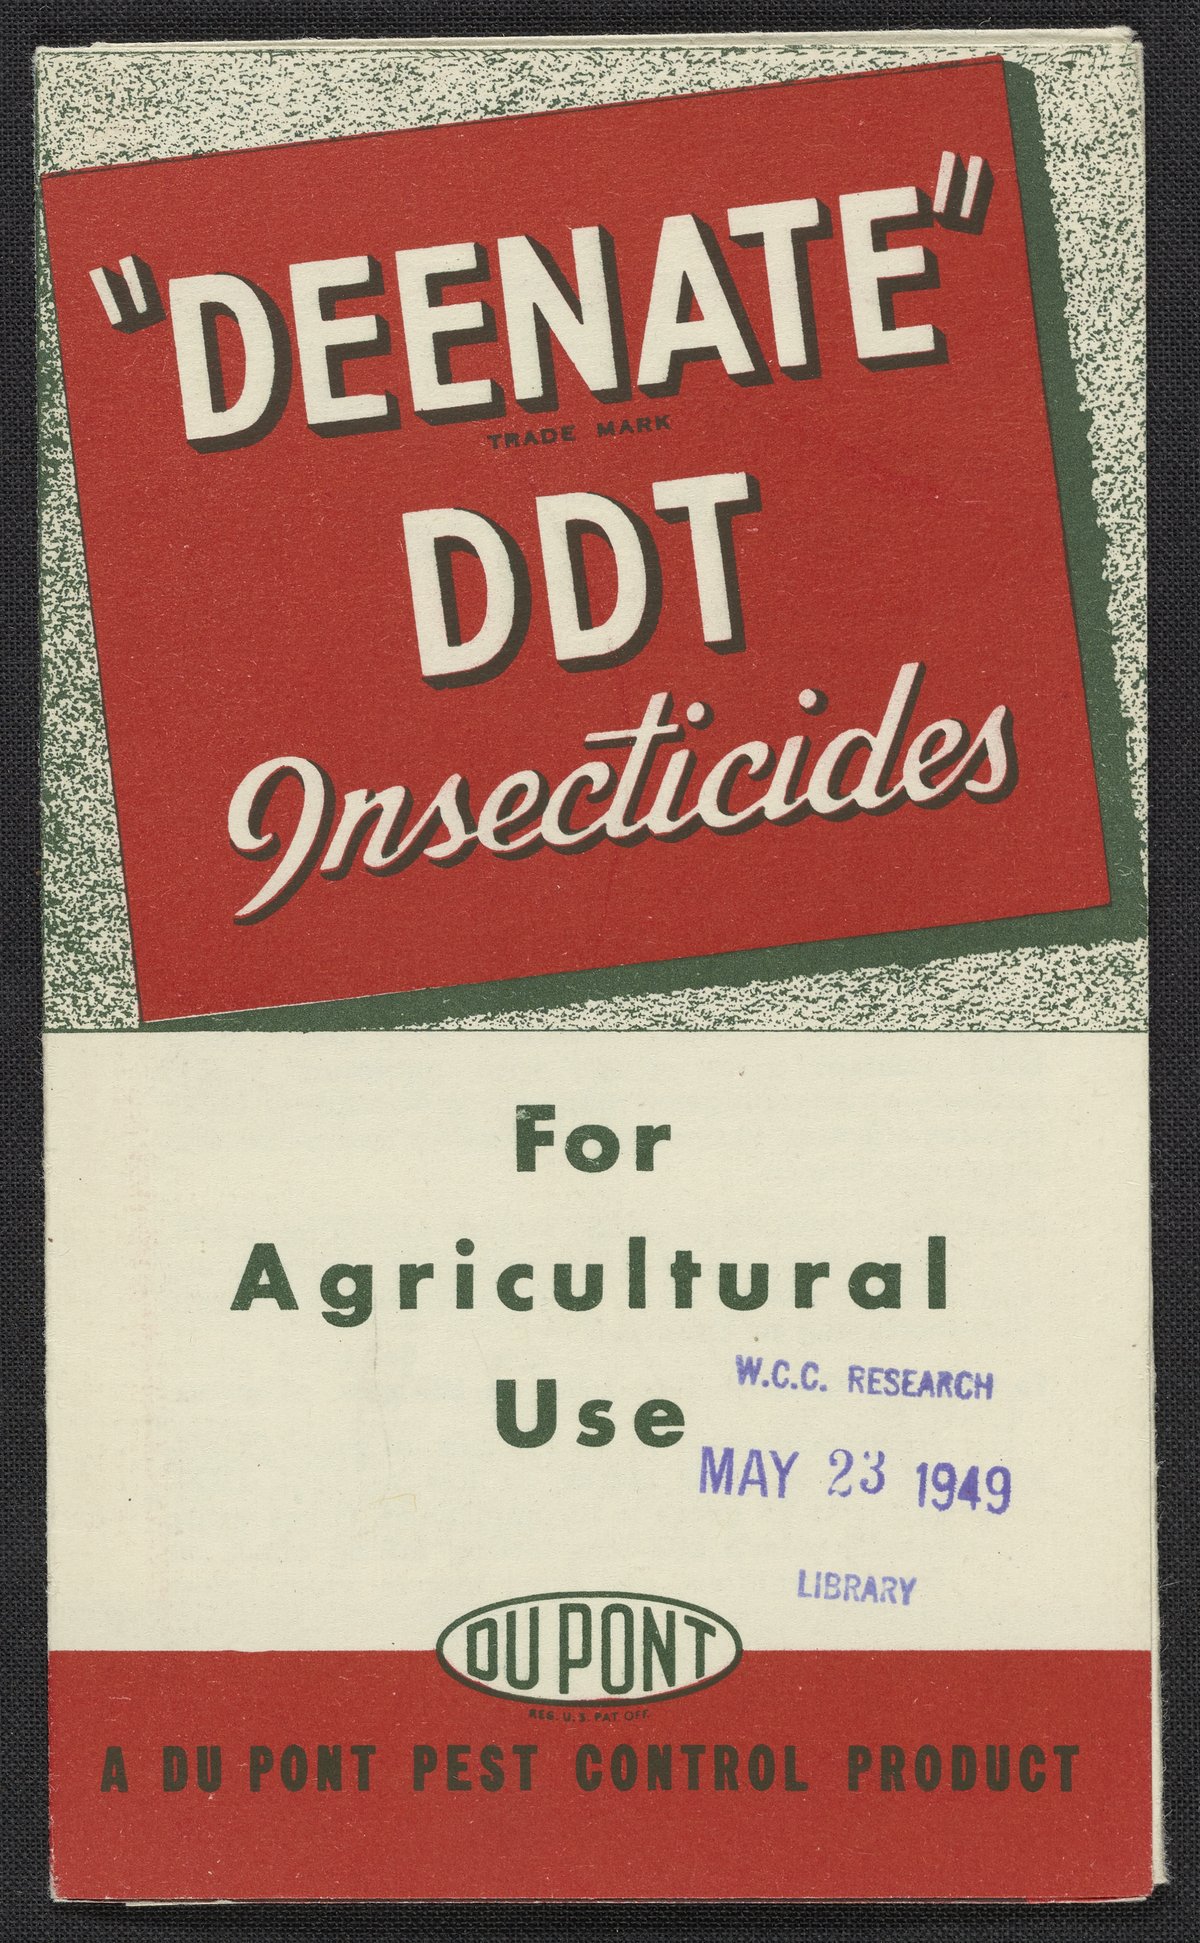 "DEENATE"
TRADE MARK
DDT
Insecticides
For
Agricultural
Use
W.C.C. RESEARCH
MAY 23 1949
LIBRARY
DU PONT
REG. U.S. PAT OFF.
A DU PONT PEST CONTROL PRODUCT